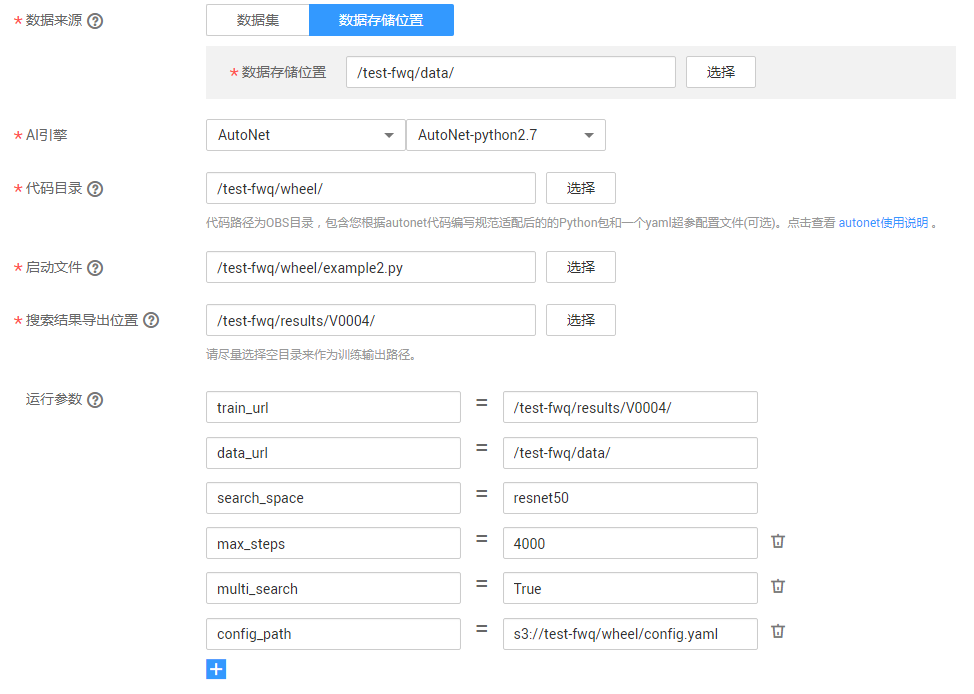 * 数据来源 ? 数据集 数据存储位置
* 数据存储位置 /test-fwq/data/ 选择
* AI引擎 AutoNet AutoNet-python2.7
* 代码目录 ? /test-fwq/wheel/ 选择
代码路径为OBS目录，包含您根据autonet代码编写规范适配后的的Python包和一个yaml超参配置文件(可选)。点击查看 autonet使用说明 。
* 启动文件 ? /test-fwq/wheel/example2.py 选择
* 搜索结果导出位置 ? /test-fwq/results/V0004/ 选择
请尽量选择空目录来作为训练输出路径。
运行参数 ? train_url = /test-fwq/results/V0004/
data_url = /test-fwq/data/
search_space = resnet50
max_steps = 4000
multi_search = True
config_path = s3://test-fwq/wheel/config.yaml